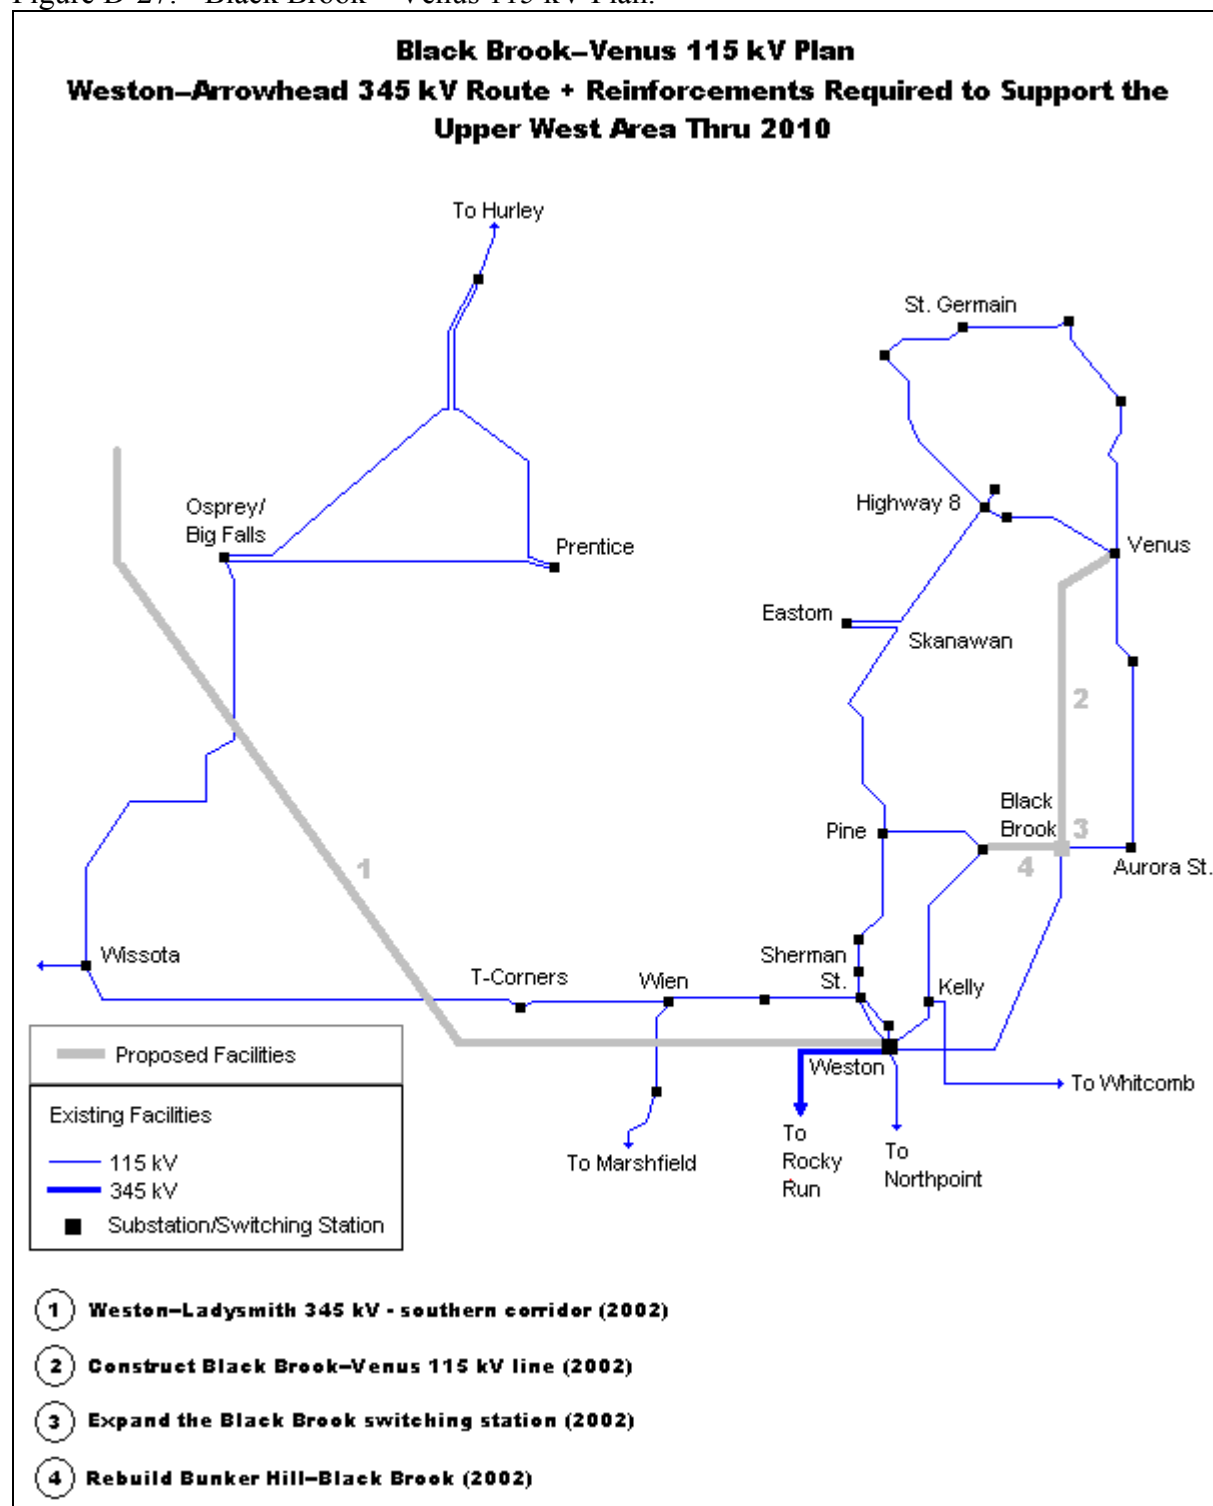 Figure D-27. Black Brook – Venus 115 kV Plan.
Black Brook–Venus 115 kV Plan
Weston–Arrowhead 345 kV Route + Reinforcements Required to Support the
Upper West Area Thru 2010
To Hurley
St. Germain
Osprey/
Big Falls
Highway 8
Prentice
Venus
Eastom
Skanawan
2
Black
Brook
3
Pine
4
Aurora St.
1
Wissota
Sherman
St.
T-Corners
Wien
Kelly
Proposed Facilities
Weston
To Whitcomb
Existing Facilities
115 kV
345 kV
Substation/Switching Station
To Marshfield
To
Rocky
Run
To
Northpoint
1 Weston–Ladysmith 345 kV - southern corridor (2002)
2 Construct Black Brook–Venus 115 kV line (2002)
3 Expand the Black Brook switching station (2002)
4 Rebuild Bunker Hill–Black Brook (2002)